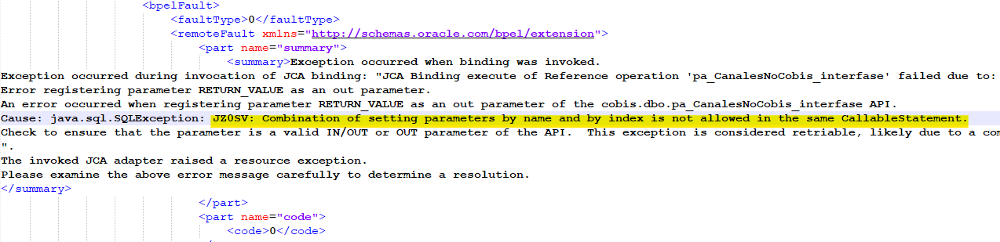 <bpelFault>
<faultType>0</faultType>
<remoteFault xmlns="http://schemas.oracle.com/bpel/extension">
<part name="summary">
<summary>Exception occurred when binding was invoked.
Exception occurred during invocation of JCA binding: "JCA Binding execute of Reference operation 'pa_CanalesNoCobis_interfase' failed due to:
Error registering parameter RETURN_VALUE as an out parameter.
An error occurred when registering parameter RETURN_VALUE as an out parameter of the cobis.dbo.pa_CanalesNoCobis_interfase API.
Cause: java.sql.SQLException: JZ0SV: Combination of setting parameters by name and by index is not allowed in the same CallableStatement.
Check to ensure that the parameter is a valid IN/OUT or OUT parameter of the API.  This exception is considered retriable, likely due to a
".
The invoked JCA adapter raised a resource exception.
Please examine the above error message carefully to determine a resolution.
</summary>
</part>
<part name="code">
<code>0</code>